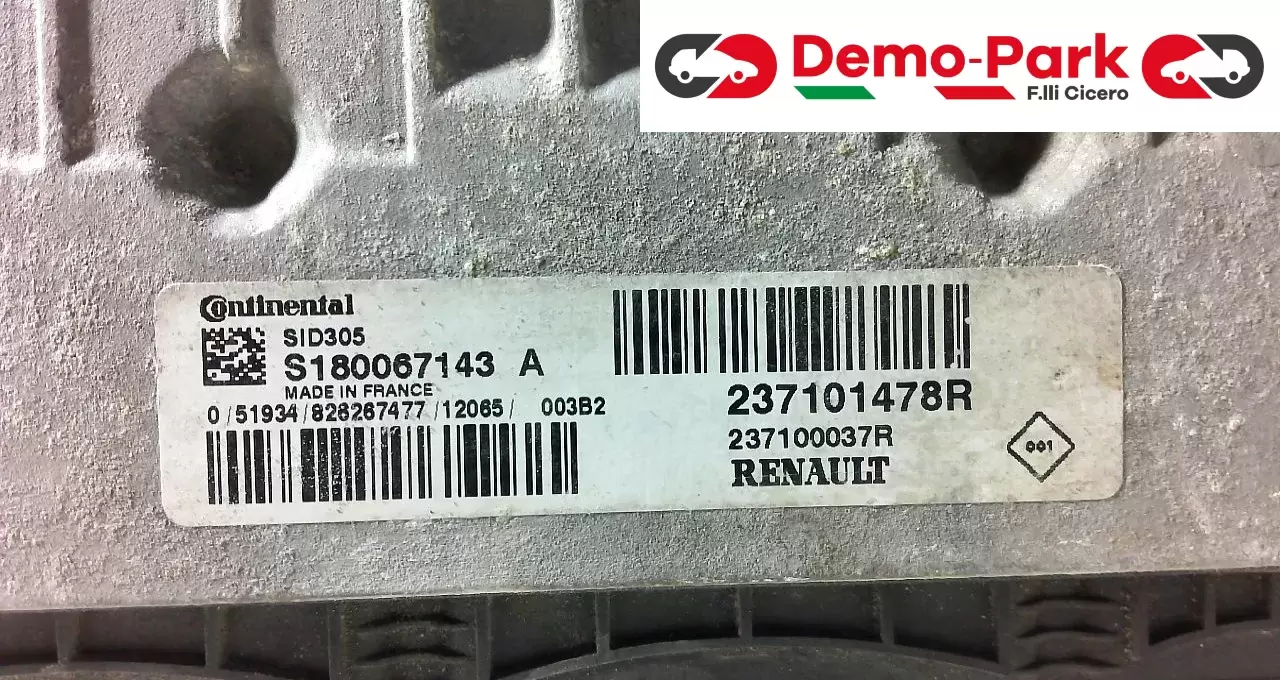 Demo-Park
F.lli Cicero
Continental
SID305
S180067143 A
MADE IN FRANCE
0/51934/828267477/12065/ 003B2
237101478R
237100037R
RENAULT
001